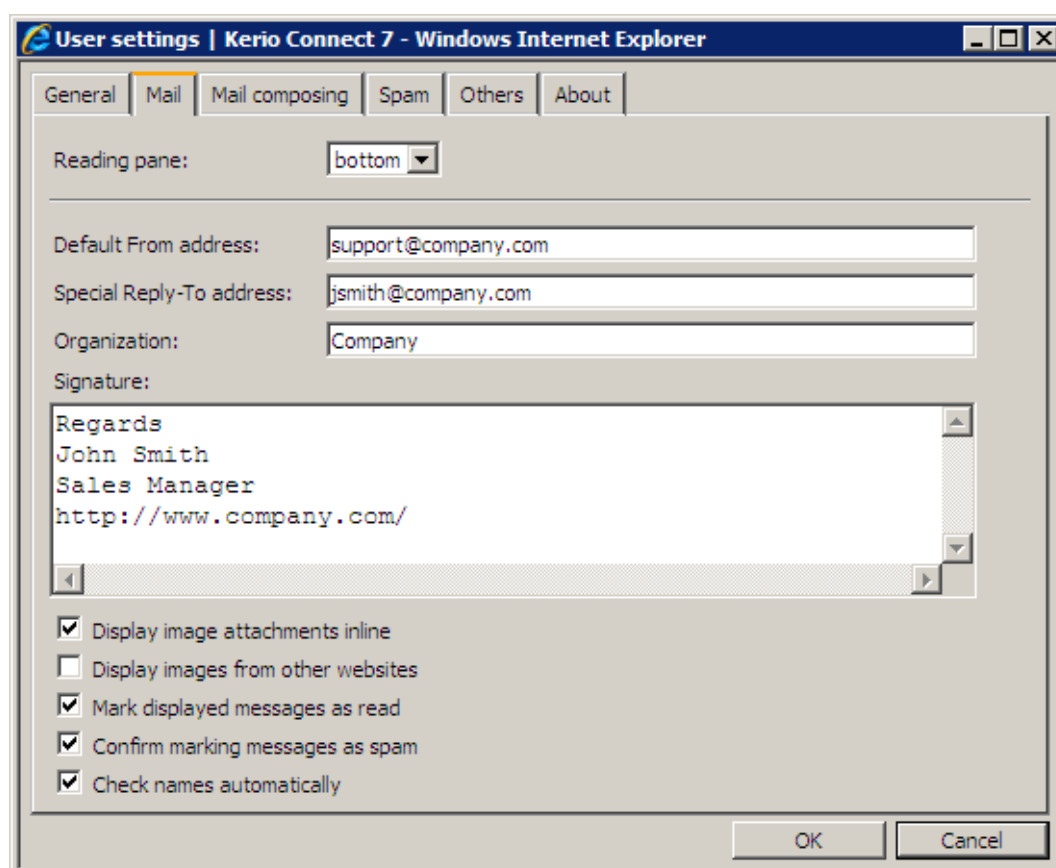 User settings | Kerio Connect 7 - Windows Internet Explorer
General Mail Mail composing Spam Others About
Reading pane: bottom
Default From address: support@company.com
Special Reply-To address: jsmith@company.com
Organization: Company
Signature:
Regards
John Smith
Sales Manager
http://www.company.com/
Display image attachments inline
Display images from other websites
Mark displayed messages as read
Confirm marking messages as spam
Check names automatically
OK Cancel